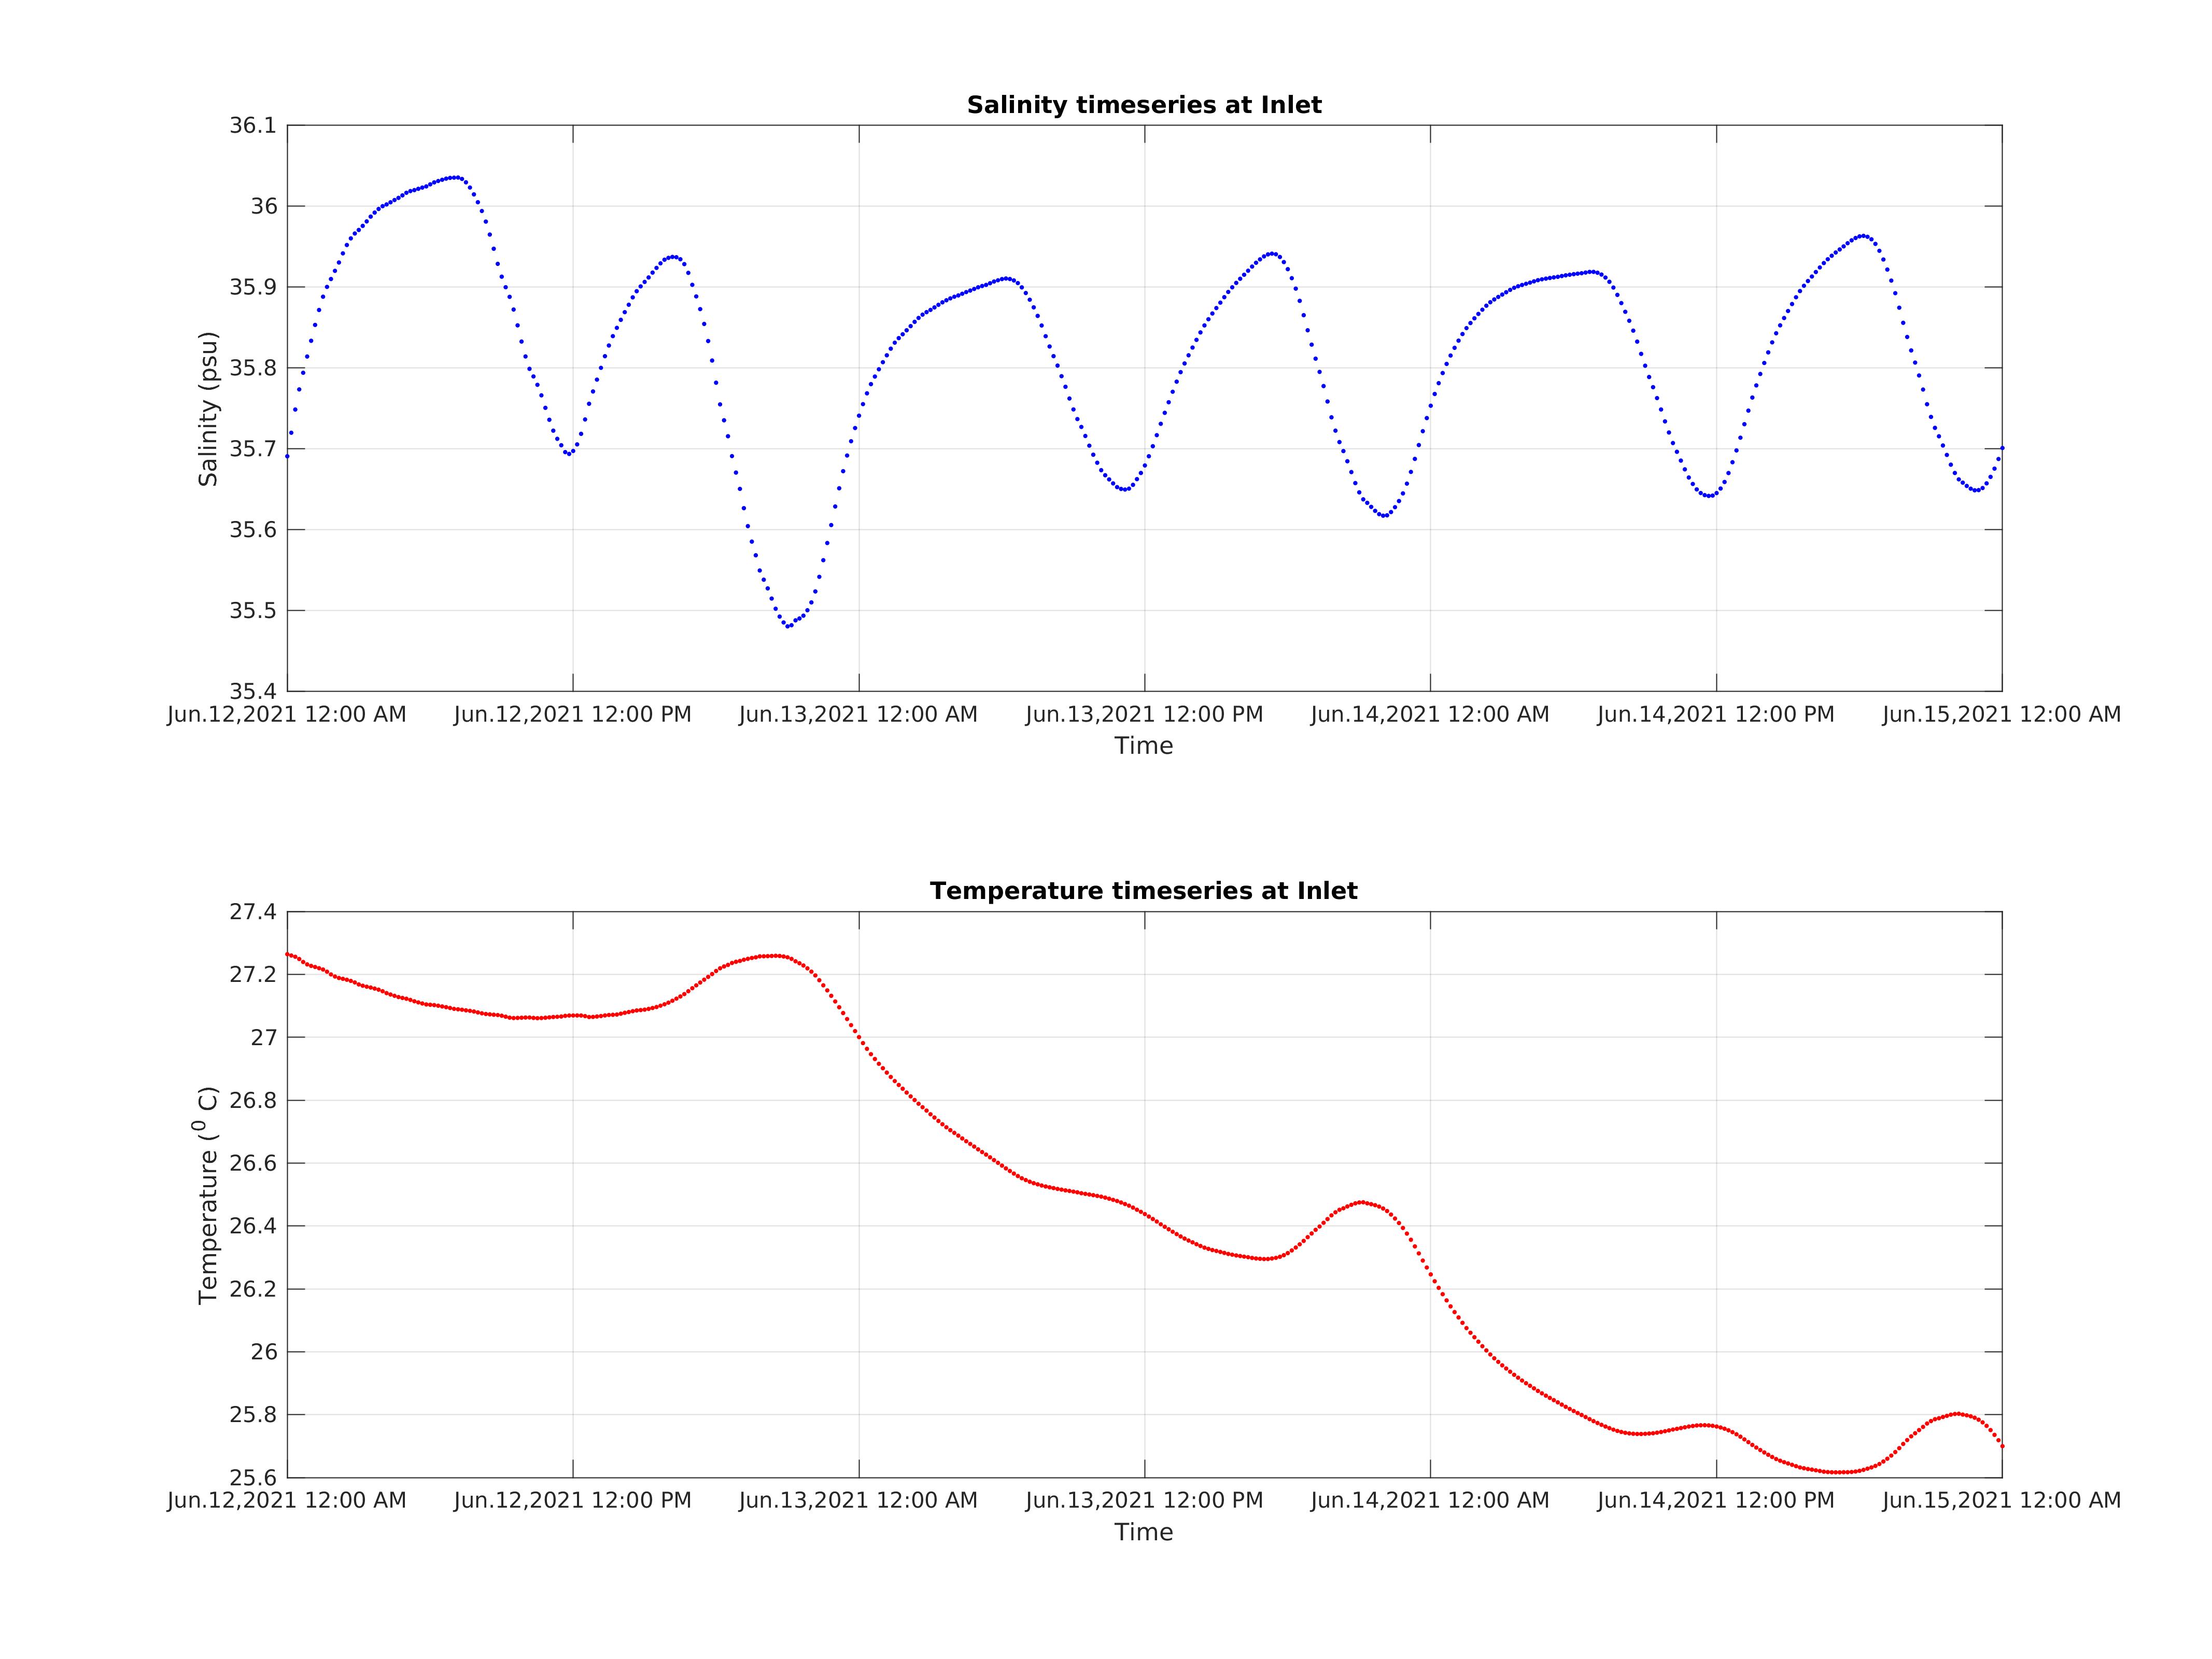 Salinity timeseries at Inlet
36.1
36
35.9
35.8
35.7
35.6
35.5
35.4
Salinity (psu)
Jun.12,2021 12:00 AM Jun.12,2021 12:00 PM Jun.13,2021 12:00 AM Jun.13,2021 12:00 PM Jun.14,2021 12:00 AM Jun.14,2021 12:00 PM Jun.15,2021 12:00 AM
Time
Temperature timeseries at Inlet
27.4
27.2
27
26.8
26.6
26.4
26.2
26
25.8
25.6
Temperature (⁰ C)
Jun.12,2021 12:00 AM Jun.12,2021 12:00 PM Jun.13,2021 12:00 AM Jun.13,2021 12:00 PM Jun.14,2021 12:00 AM Jun.14,2021 12:00 PM Jun.15,2021 12:00 AM
Time